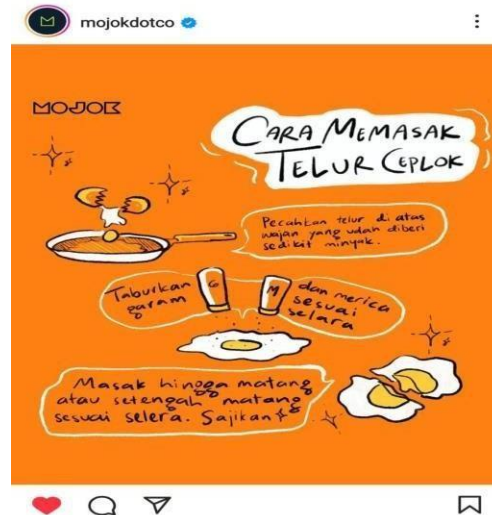 mojokdotco
MOJOK
CARA MEMASAK
TELUR CEPLOK
Pecahkan telur di atas
wajan yang udah diberi
sedikit minyak.
Taburkan
garam
G
M
dan merica
sesuai
selara
Masak hingga matang
atau setengah matang
sesuai selera. Sajikan